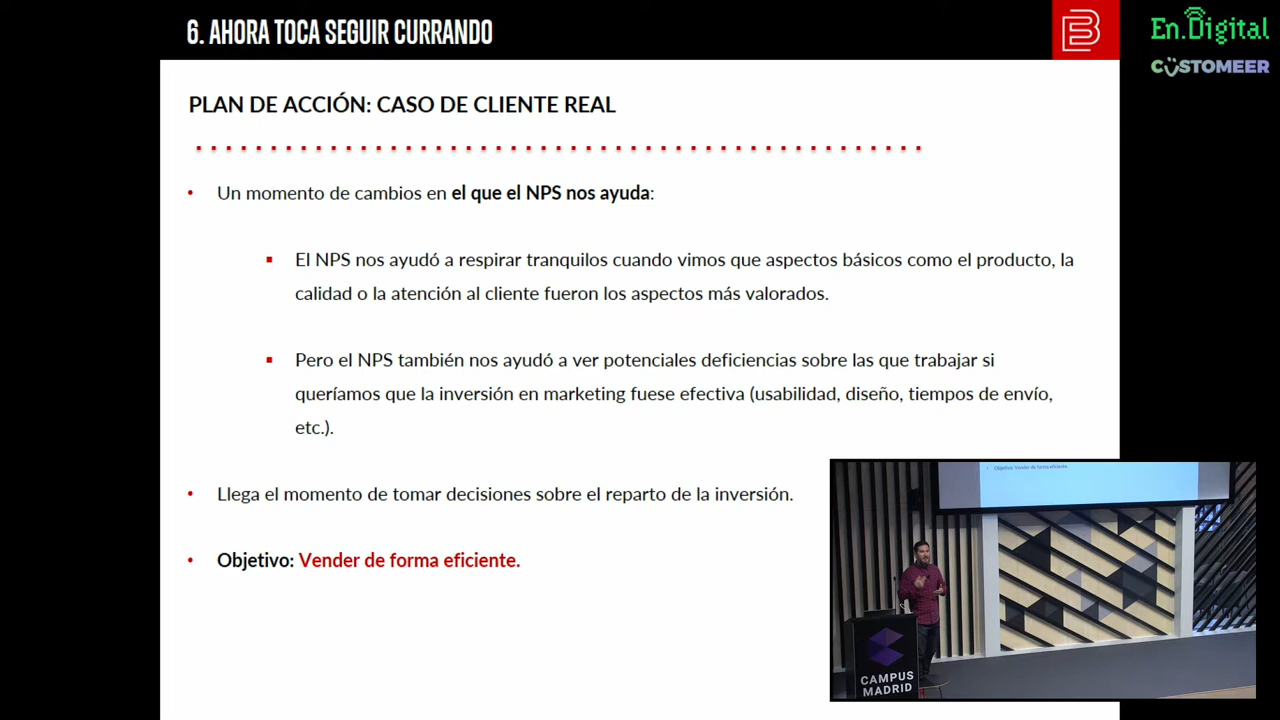 6. AHORA TOCA SEGUIR CURRANDO
En.Digital
CUSTOMEER
PLAN DE ACCIÓN: CASO DE CLIENTE REAL
• Un momento de cambios en el que el NPS nos ayuda:
▪ El NPS nos ayudó a respirar tranquilos cuando vimos que aspectos básicos como el producto, la
calidad o la atención al cliente fueron los aspectos más valorados.
▪ Pero el NPS también nos ayudó a ver potenciales deficiencias sobre las que trabajar si
queríamos que la inversión en marketing fuese efectiva (usabilidad, diseño, tiempos de envío,
etc.).
• Llega el momento de tomar decisiones sobre el reparto de la inversión.
• Objetivo: Vender de forma eficiente.
Objetivo: Vender de forma eficiente.
CAMPUS
MADRID